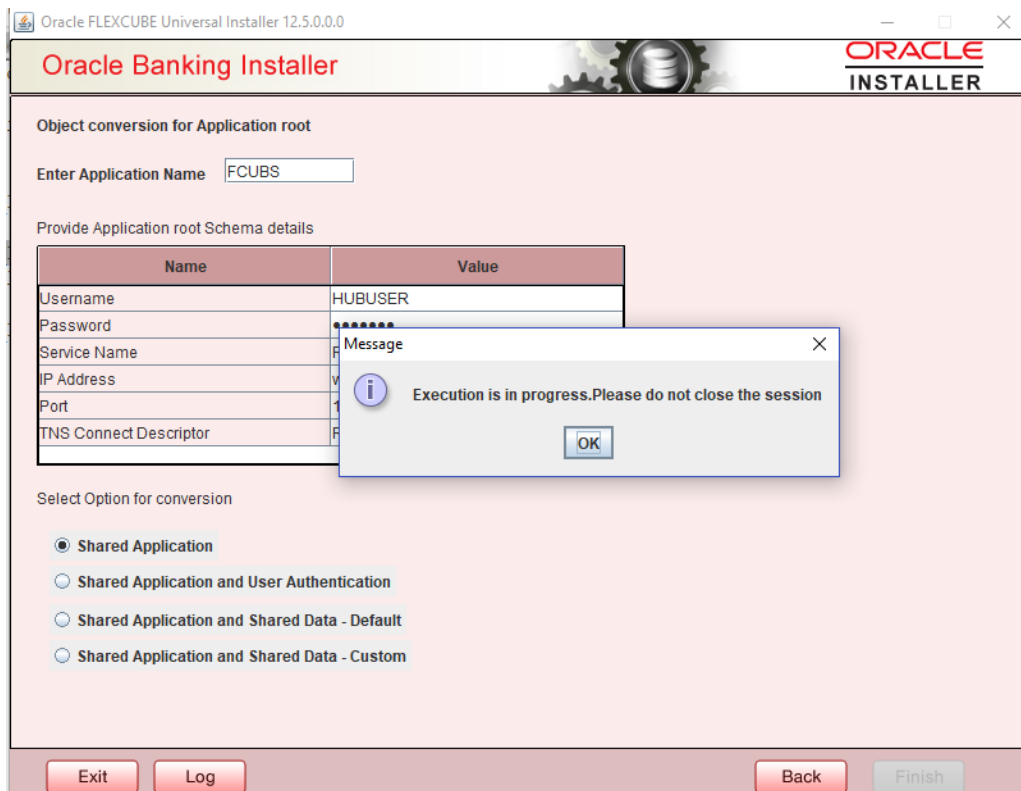 Oracle FLEXCUBE Universal Installer 12.5.0.0.0
Oracle Banking Installer
ORACLE
INSTALLER
Object conversion for Application root
Enter Application Name FCUBS
Provide Application root Schema details
Name Value
Username HUBUSER
Password
Service Name
IP Address
Port
TNS Connect Descriptor
Message
Execution is in progress.Please do not close the session
OK
Select Option for conversion
Shared Application
Shared Application and User Authentication
Shared Application and Shared Data - Default
Shared Application and Shared Data - Custom
Exit Log Back Finish